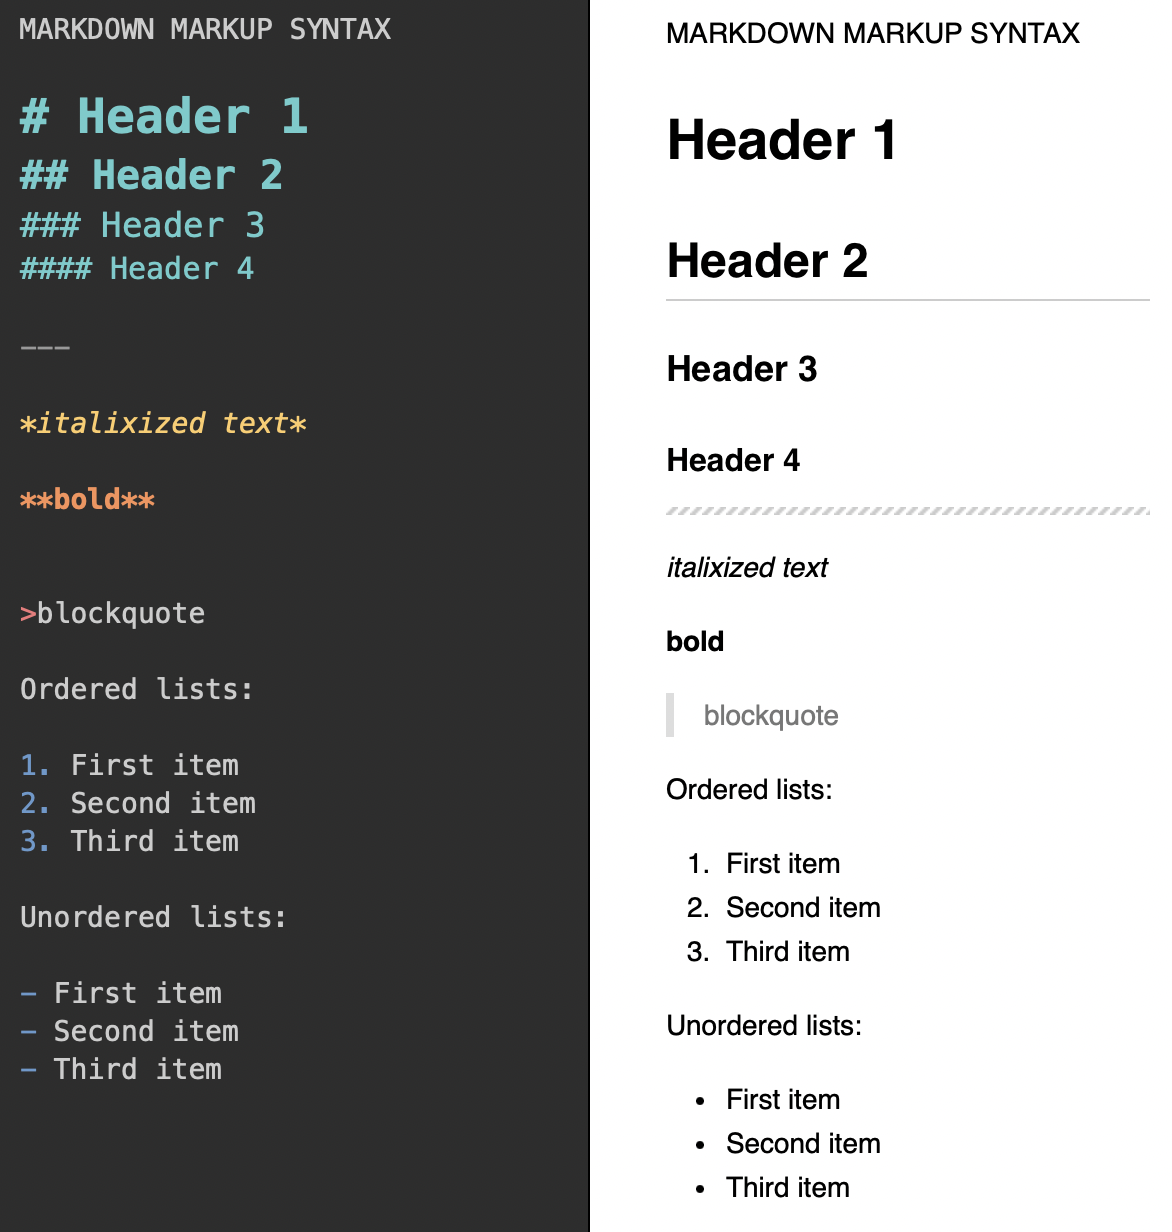 MARKDOWN MARKUP SYNTAX
# Header 1
## Header 2
### Header 3
#### Header 4
---
*italixized text*
**bold**
>blockquote
Ordered lists:
1. First item
2. Second item
3. Third item
Unordered lists:
- First item
- Second item
- Third item
MARKDOWN MARKUP SYNTAX
Header 1
Header 2
Header 3
Header 4
italixized text
bold
blockquote
Ordered lists:
1. First item
2. Second item
3. Third item
Unordered lists:
• First item
• Second item
• Third item